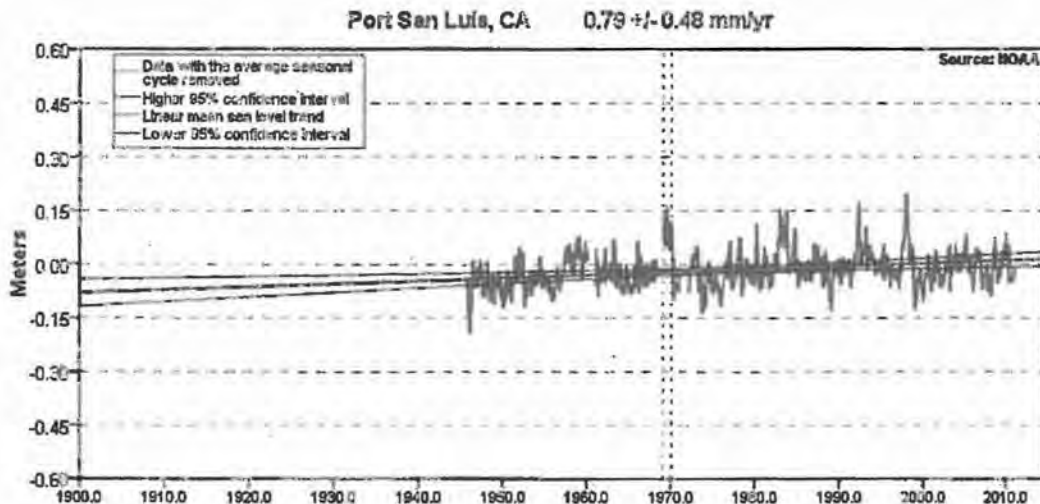 Port San Luis, CA 0.79 +/- 0.48 mm/yr
Source: NOAA
Data with the average seasonal
cycle removed
Higher 95% confidence interval
Linear mean sea level trend
Lower 95% confidence interval
Meters
0.60
0.45
0.30
0.15
0.00
-0.15
-0.30
-0.45
-0.60
1900.0 1910.0 1920.0 1930.0 1940.0 1950.0 1960.0 1970.0 1980.0 1990.0 2000.0 2010.0